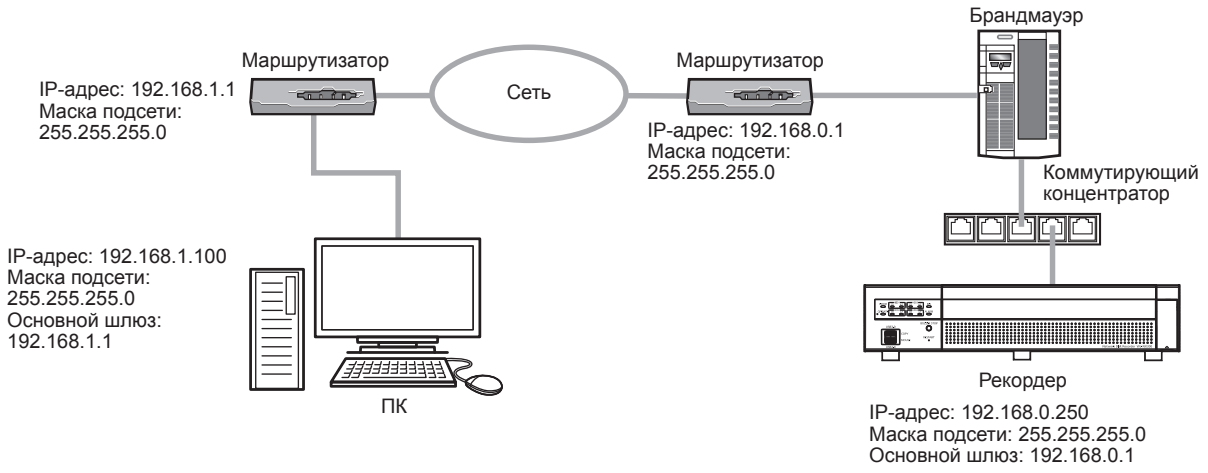 Брандмауэр
Маршрутизатор
IP-адрес: 192.168.1.1
Маска подсети:
255.255.255.0
Сеть
Маршрутизатор
IP-адрес: 192.168.0.1
Маска подсети:
255.255.255.0
Коммутирующий
концентратор
IP-адрес: 192.168.1.100
Маска подсети:
255.255.255.0
Основной шлюз:
192.168.1.1
ПК
Рекордер
IP-адрес: 192.168.0.250
Маска подсети: 255.255.255.0
Основной шлюз: 192.168.0.1